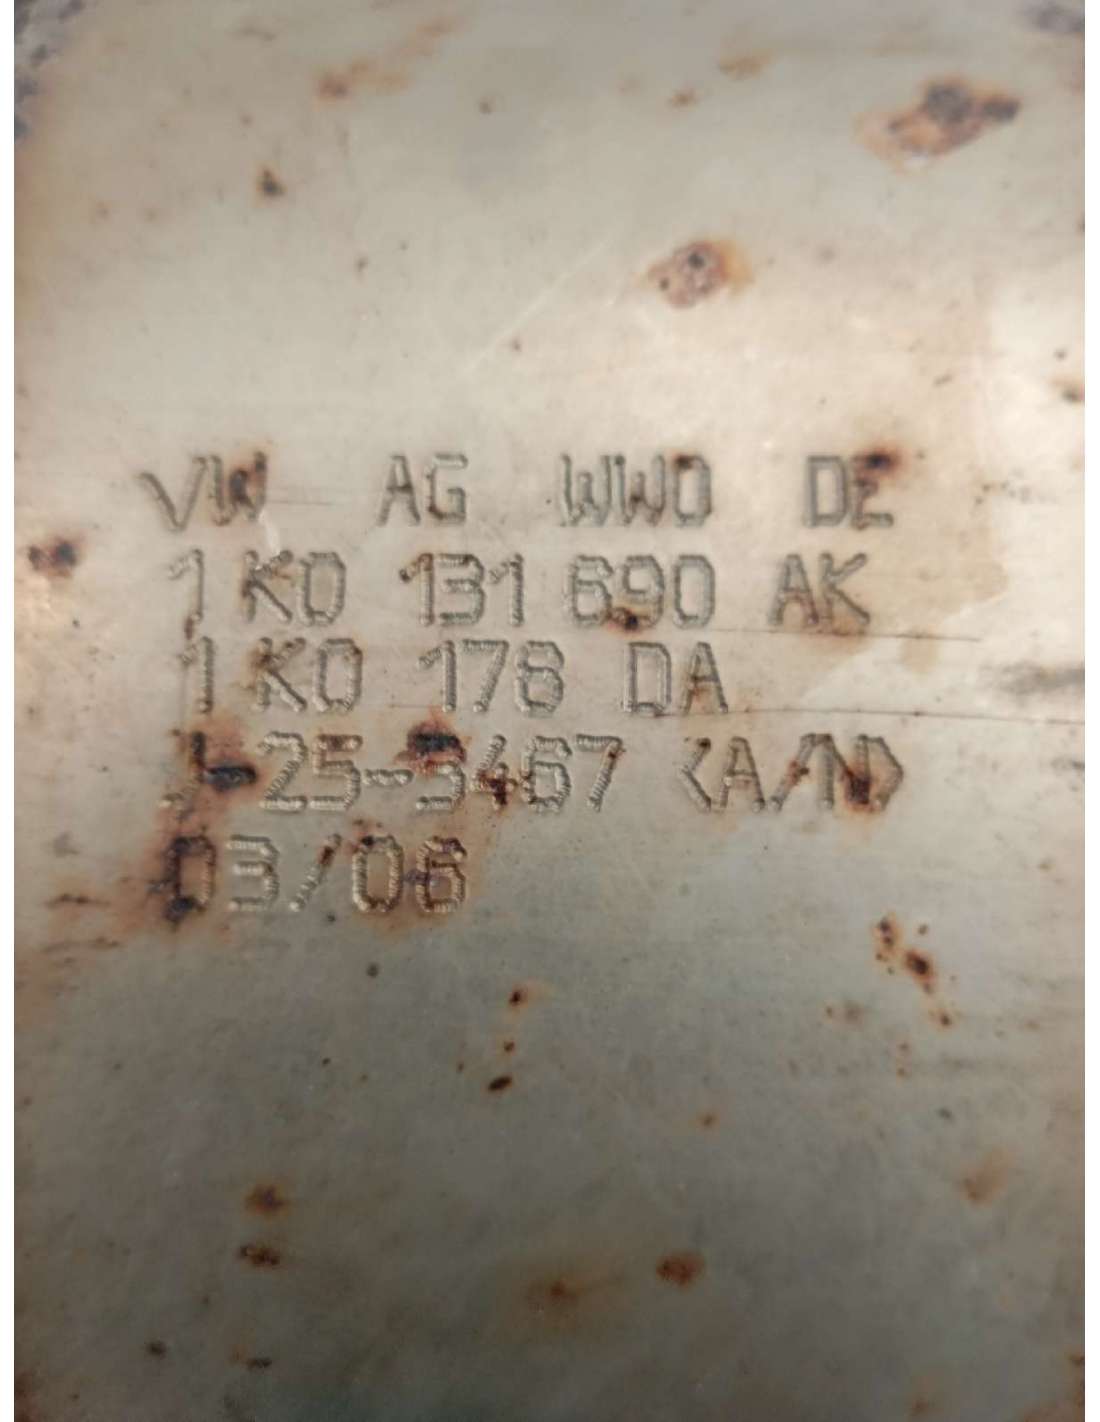 VW AG WWO DE
1K0 131 690 AK
1K0 178 DA
25-3467 <A/N>
03/06